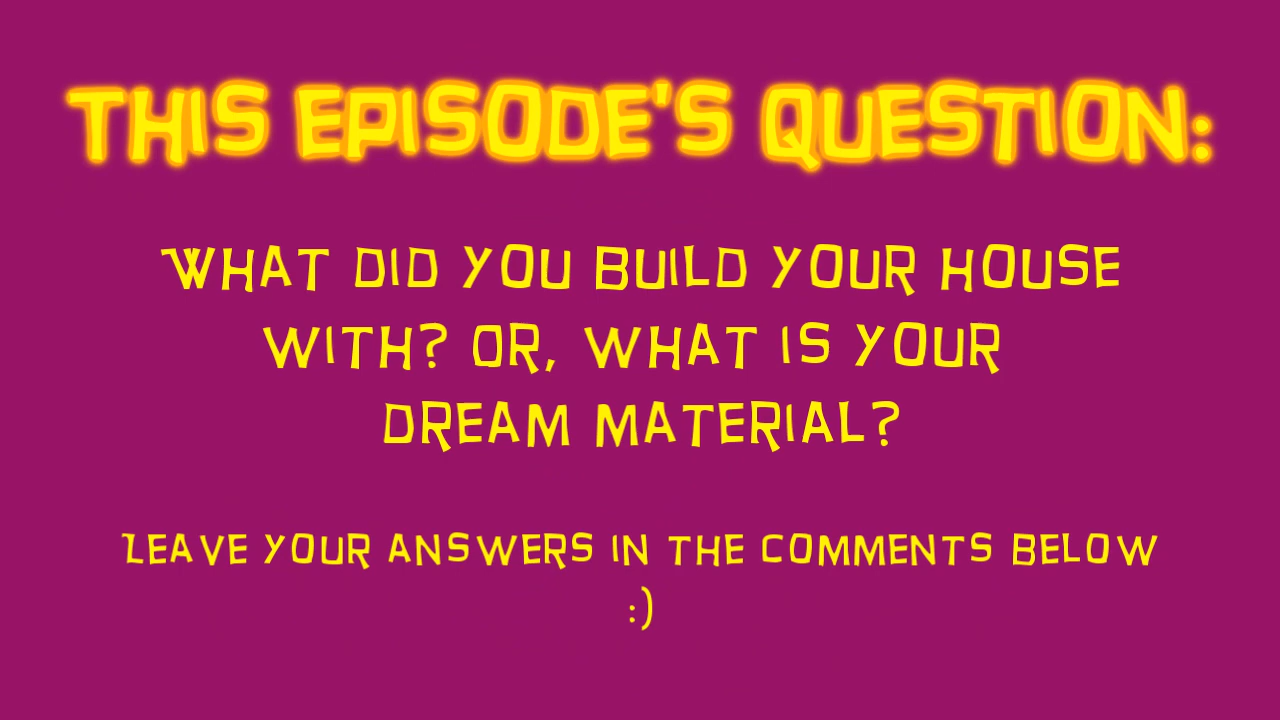 THIS EPISODE'S QUESTION:
WHAT DID YOU BUILD YOUR HOUSE
WITH? OR, WHAT IS YOUR
DREAM MATERIAL?
LEAVE YOUR ANSWERS IN THE COMMENTS BELOW
:)